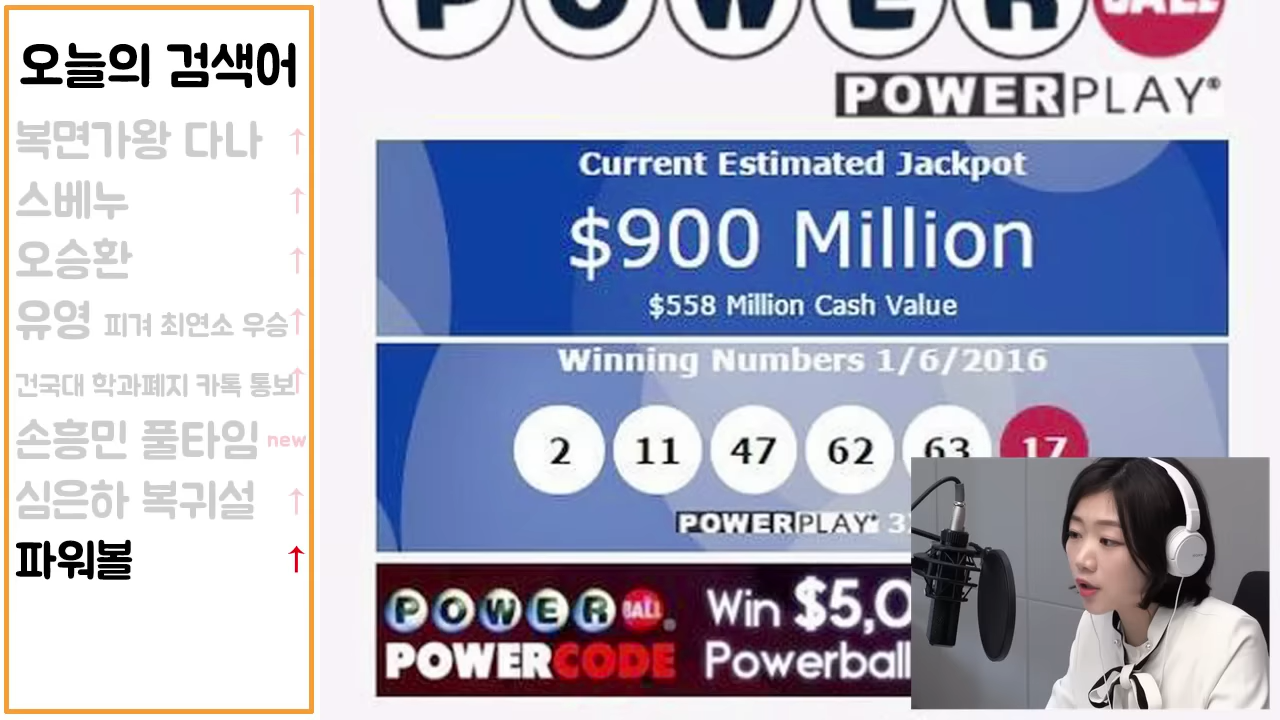 오늘의 검색어
복면가왕 다나 ↑
스베누 ↑
오승환 ↑
유영 피겨 최연소 우승 ↑
건국대 학과폐지 카톡 통보 ↑
손흥민 풀타임 new
심은하 복귀설 ↑
파워볼 ↑
POWER BALL
POWERPLAY®
Current Estimated Jackpot
$900 Million
$558 Million Cash Value
Winning Numbers 1/6/2016
2 11 47 62 63 17
POWERPLAY® 3
POWER BALL®
POWERCODE
Win $5,0
Powerball